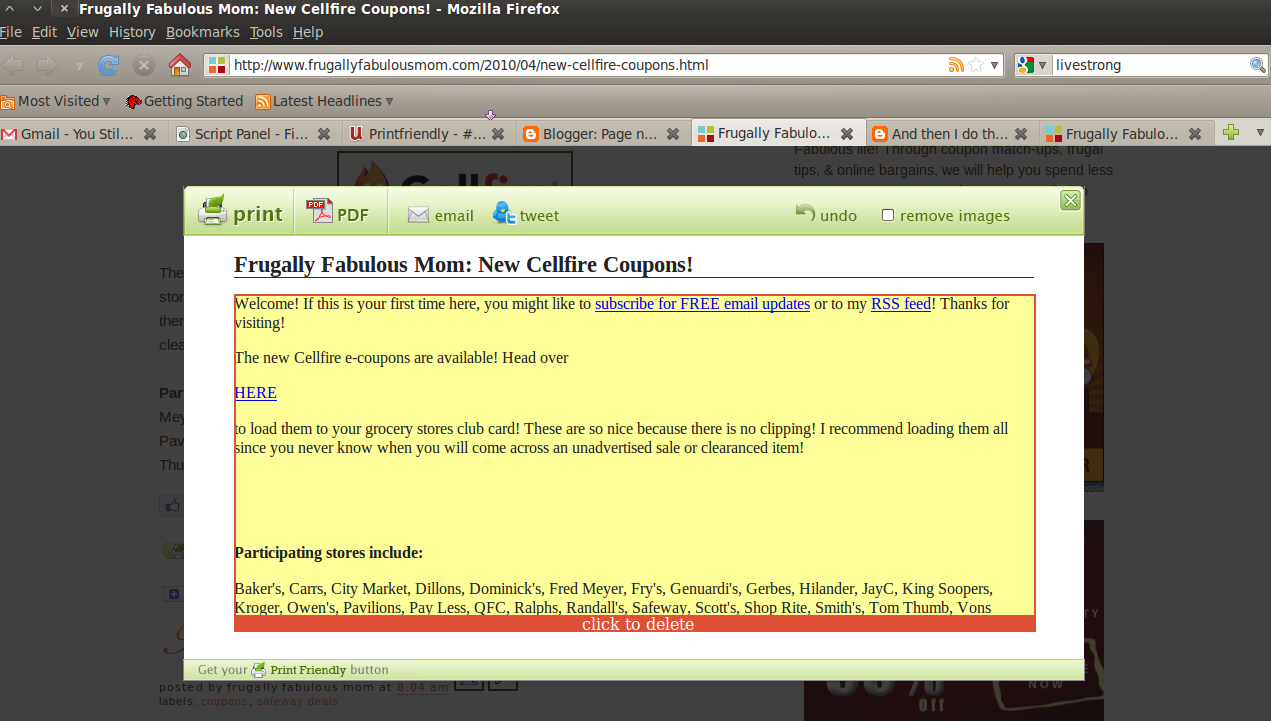 Frugally Fabulous Mom: New Cellfire Coupons! - Mozilla Firefox
File Edit View History Bookmarks Tools Help
http://www.frugallyfabulousmom.com/2010/04/new-cellfire-coupons.html
livestrong
Most Visited Getting Started Latest Headlines
Gmail - You Stil... Script Panel - Fi... Printfriendly - #... Blogger: Page n... Frugally Fabulo... And then I do th... Frugally Fabulo...
Fabulous life! Through coupon match-ups, frugal
tips, & online bargains, we will help you spend less
print PDF email tweet undo remove images
Frugally Fabulous Mom: New Cellfire Coupons!
Welcome! If this is your first time here, you might like to subscribe for FREE email updates or to my RSS feed! Thanks for
visiting!
The new Cellfire e-coupons are available! Head over
HERE
to load them to your grocery stores club card! These are so nice because there is no clipping! I recommend loading them all
since you never know when you will come across an unadvertised sale or clearanced item!
Participating stores include:
Baker's, Carrs, City Market, Dillons, Dominick's, Fred Meyer, Fry's, Genuardi's, Gerbes, Hilander, JayC, King Soopers,
Kroger, Owen's, Pavilions, Pay Less, QFC, Ralphs, Randall's, Safeway, Scott's, Shop Rite, Smith's, Tom Thumb, Vons
click to delete
Get your Print Friendly button
posted by frugally fabulous mom at 8:04 am
labels: coupons, safeway deals
NOW
off